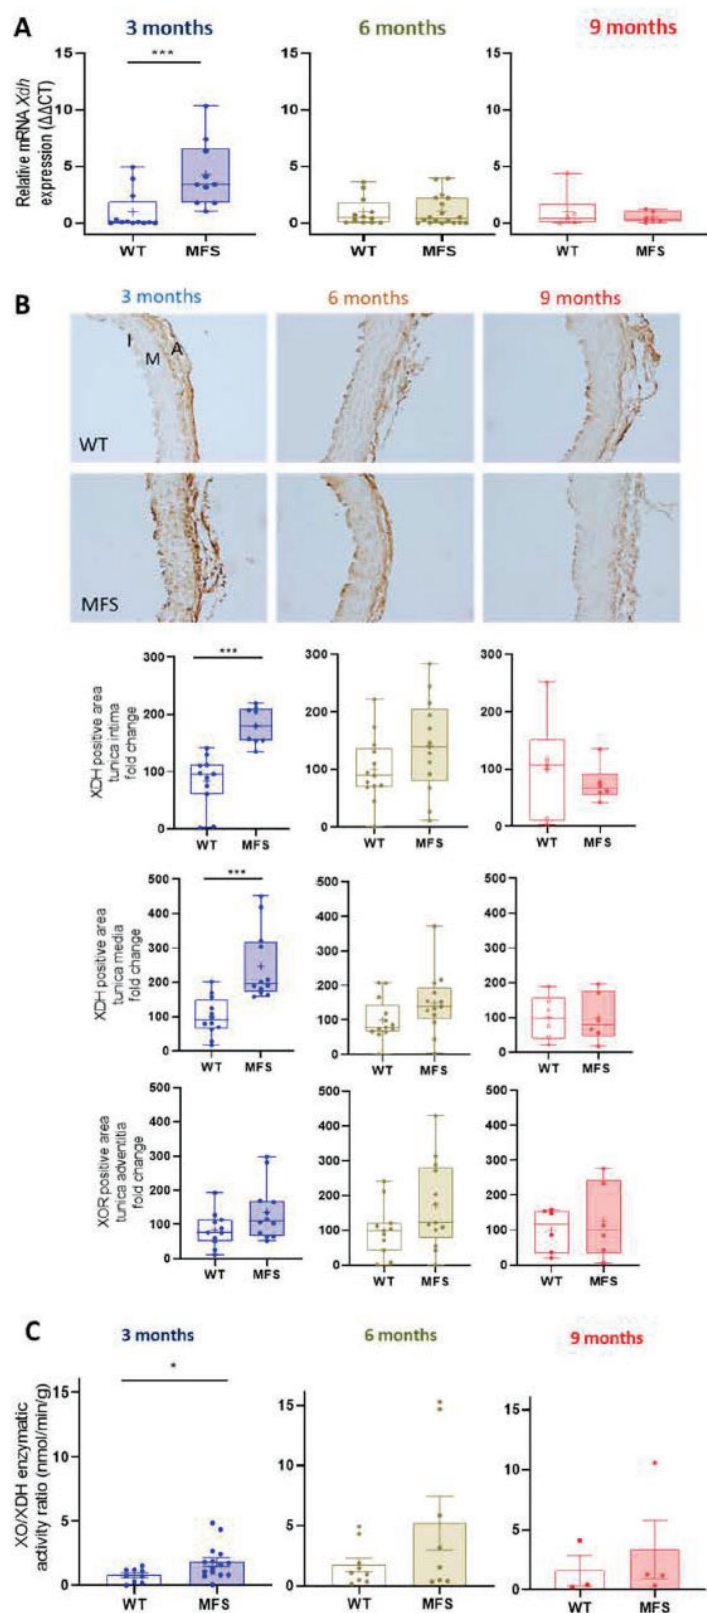 A
3 months 6 months 9 months
Relative mRNA Xdh
expression (ΔΔCT)
***
15 15 15
10 10 10
5 5 5
0 0 0
WT MFS WT MFS WT MFS
B
3 months 6 months 9 months
I M A
WT
MFS
XDH positive area
tunica intima
fold change
***
300 300 300
200 200 200
100 100 100
0 0 0
WT MFS WT MFS WT MFS
XDH positive area
tunica media
fold change
***
500 500 500
400 400 400
300 300 300
200 200 200
100 100 100
0 0 0
WT MFS WT MFS WT MFS
XOR positive area
tunica adventitia
fold change
500 500 500
400 400 400
300 300 300
200 200 200
100 100 100
0 0 0
WT MFS WT MFS WT MFS
C
3 months 6 months 9 months
XO/XDH enzymatic
activity ratio (nmol/min/g)
*
15 15 15
10 10 10
5 5 5
0 0 0
WT MFS WT MFS WT MFS